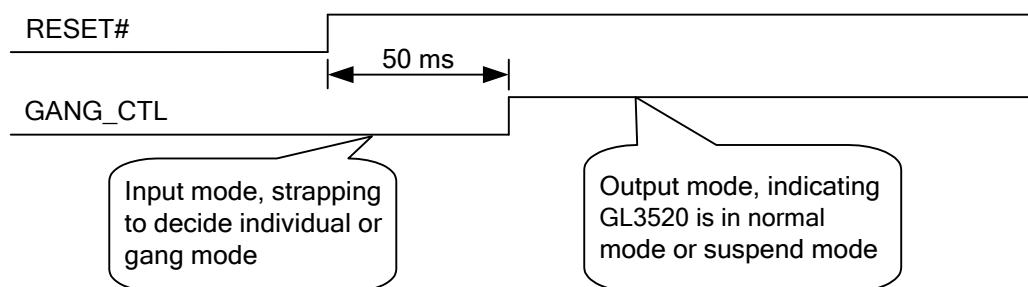 RESET#
50 ms
GANG_CTL
Input mode, strapping
to decide individual or
gang mode
Output mode, indicating
GL3520 is in normal
mode or suspend mode